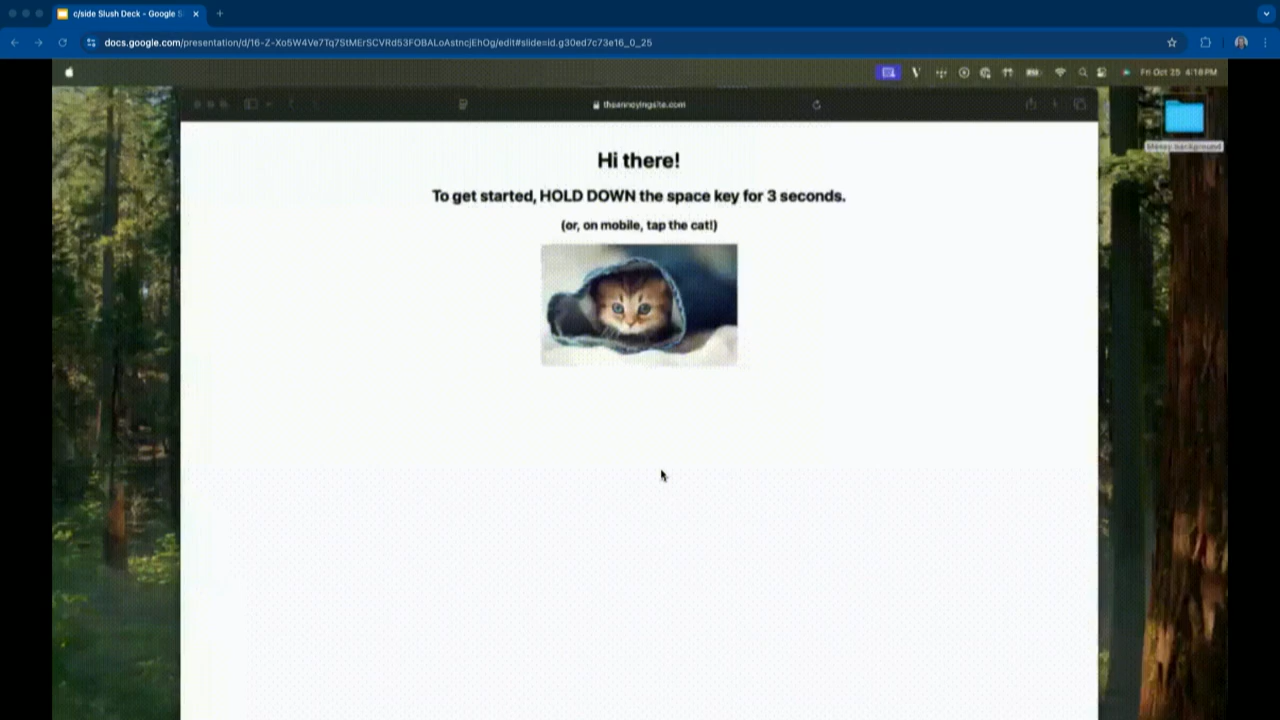 c/side Slush Deck - Google S
docs.google.com/presentation/d/16-Z-Xo5W4Ve7Tq7StMErSCVRd53FOBALoAstncjEhOg/edit#slide=id.g30ed7c73e16_0_25
Fri Oct 25 4:18 PM
theannoyingsite.com
Messy background
Hi there!
To get started, HOLD DOWN the space key for 3 seconds.
(or, on mobile, tap the cat!)